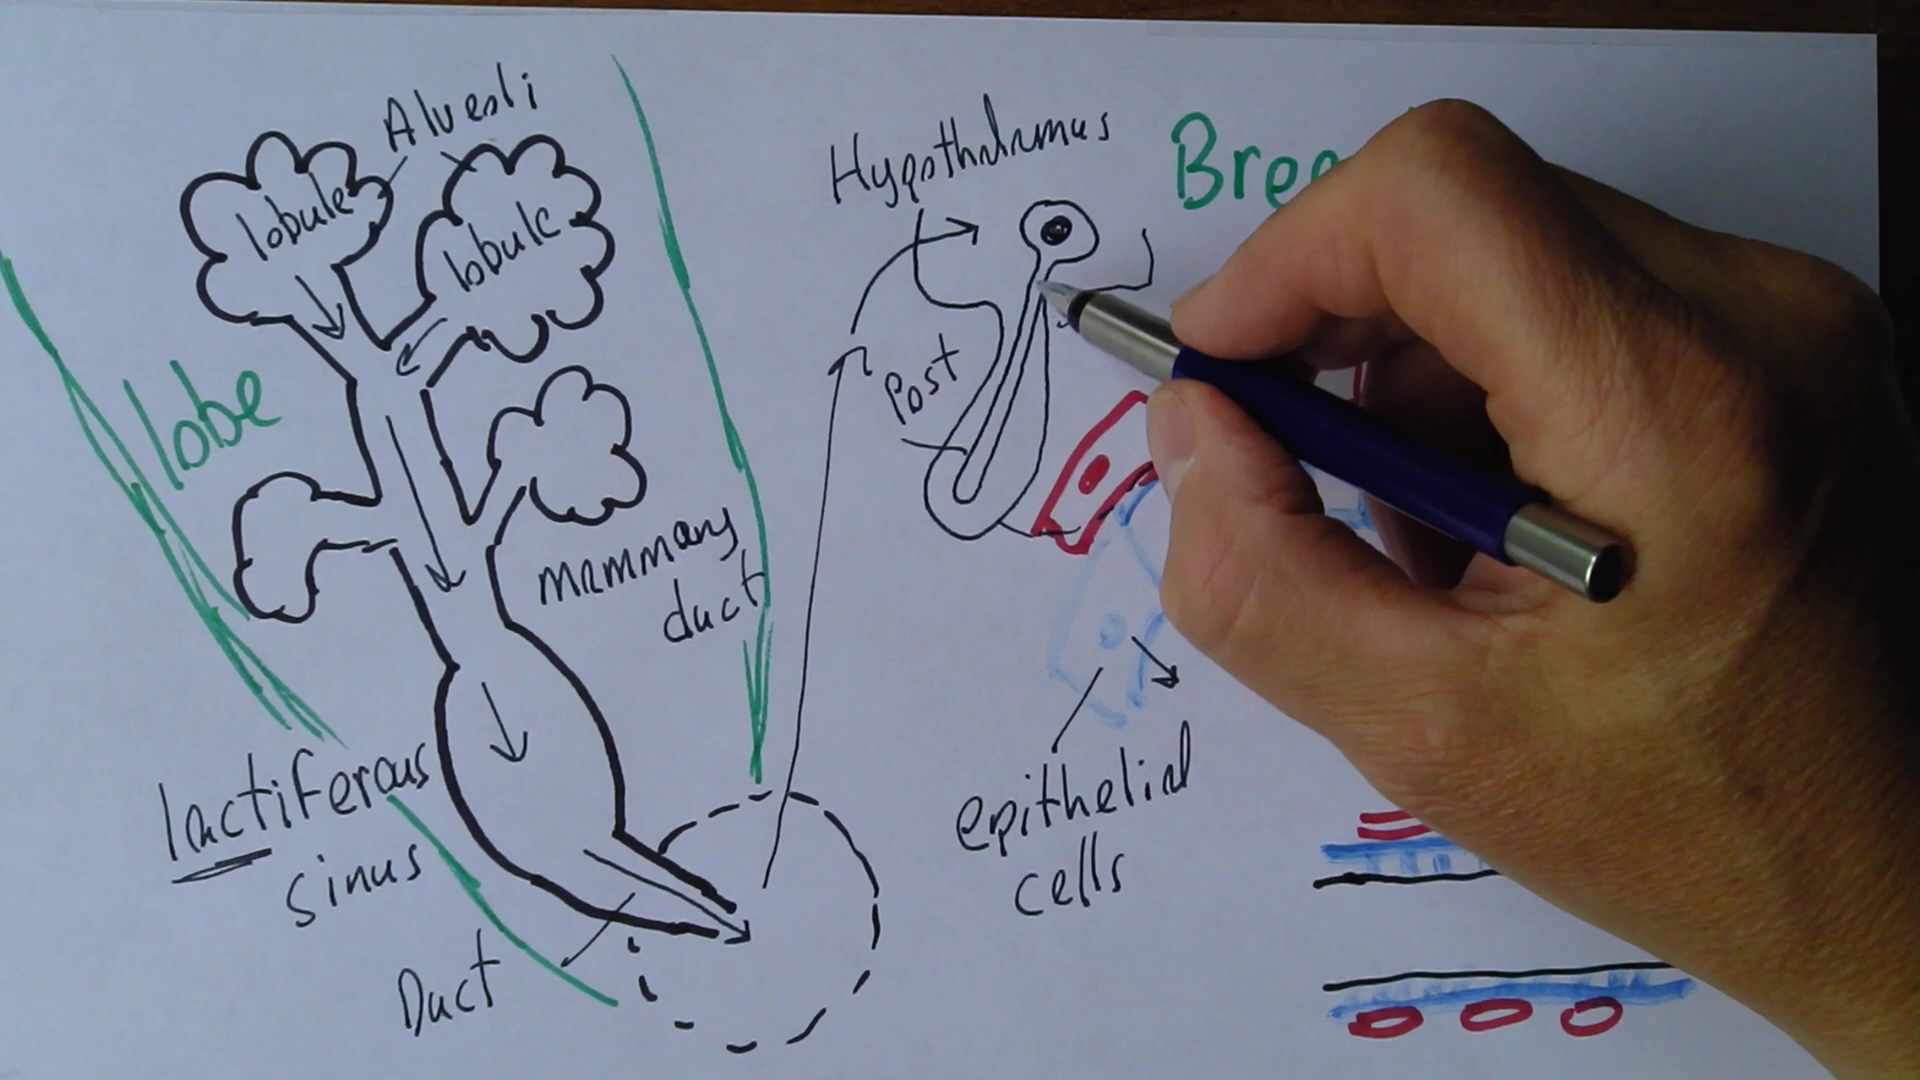 Alveoli
lobule
lobule
lobe
mammary
duct
lactiferous
sinus
Duct
Hypothalamus
Post
epithelial
cells